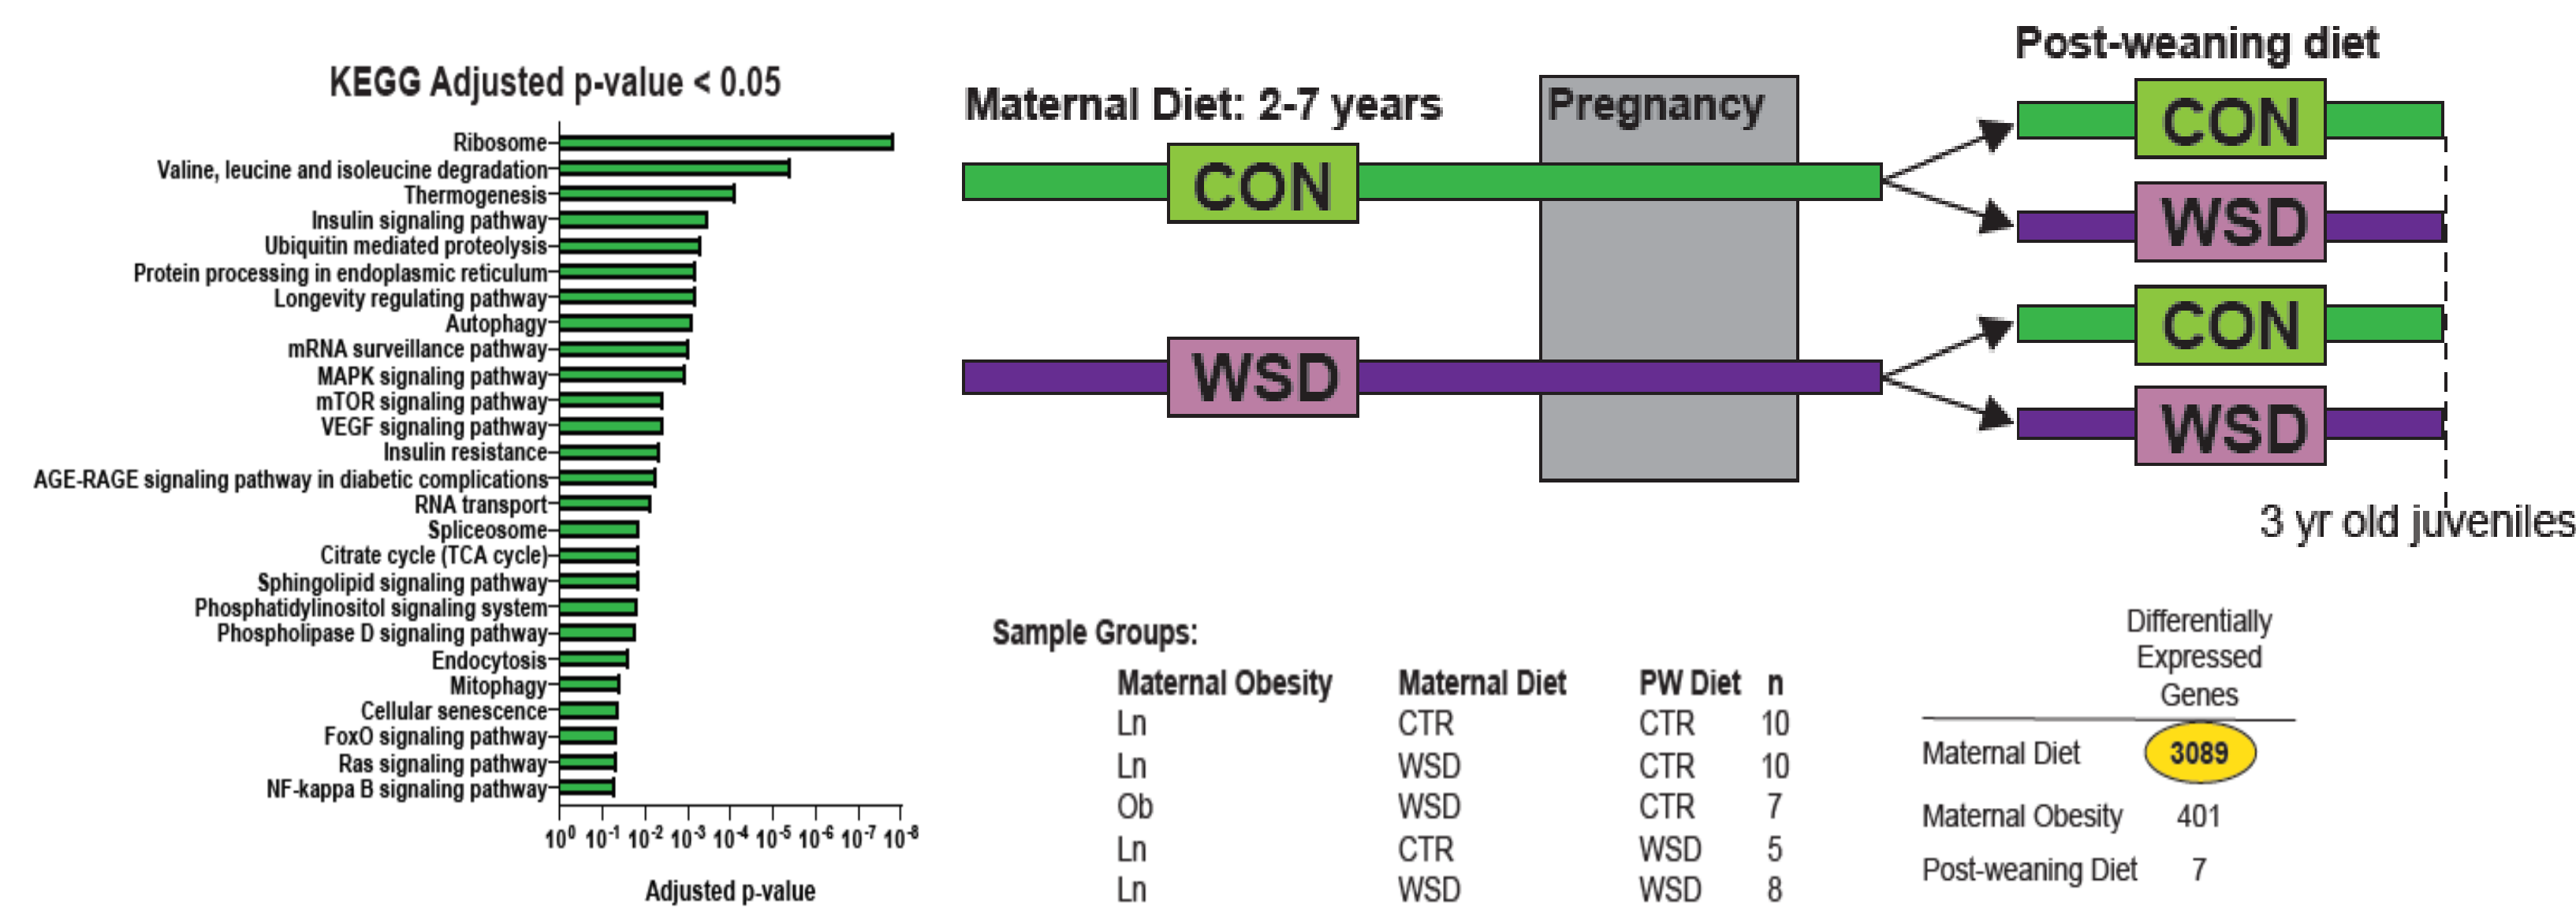 KEGG Adjusted p-value < 0.05
Ribosome
Valine, leucine and isoleucine degradation
Thermogenesis
Insulin signaling pathway
Ubiquitin mediated proteolysis
Protein processing in endoplasmic reticulum
Longevity regulating pathway
Autophagy
mRNA surveillance pathway
MAPK signaling pathway
mTOR signaling pathway
VEGF signaling pathway
Insulin resistance
AGE-RAGE signaling pathway in diabetic complications
RNA transport
Spliceosome
Citrate cycle (TCA cycle)
Sphingolipid signaling pathway
Phosphatidylinositol signaling system
Phospholipase D signaling pathway
Endocytosis
Mitophagy
Cellular senescence
FoxO signaling pathway
Ras signaling pathway
NF-kappa B signaling pathway
10⁰ 10⁻¹ 10⁻² 10⁻³ 10⁻⁴ 10⁻⁵ 10⁻⁶ 10⁻⁷ 10⁻⁸
Adjusted p-value
Maternal Diet: 2-7 years
Pregnancy
Post-weaning diet
CON
WSD
CON
WSD
CON
WSD
3 yr old juveniles
Sample Groups:
Maternal Obesity Maternal Diet PW Diet n
Ln CTR CTR 10
Ln WSD CTR 10
Ob WSD CTR 7
Ln CTR WSD 5
Ln WSD WSD 8
Differentially
Expressed
Genes
Maternal Diet 3089
Maternal Obesity 401
Post-weaning Diet 7